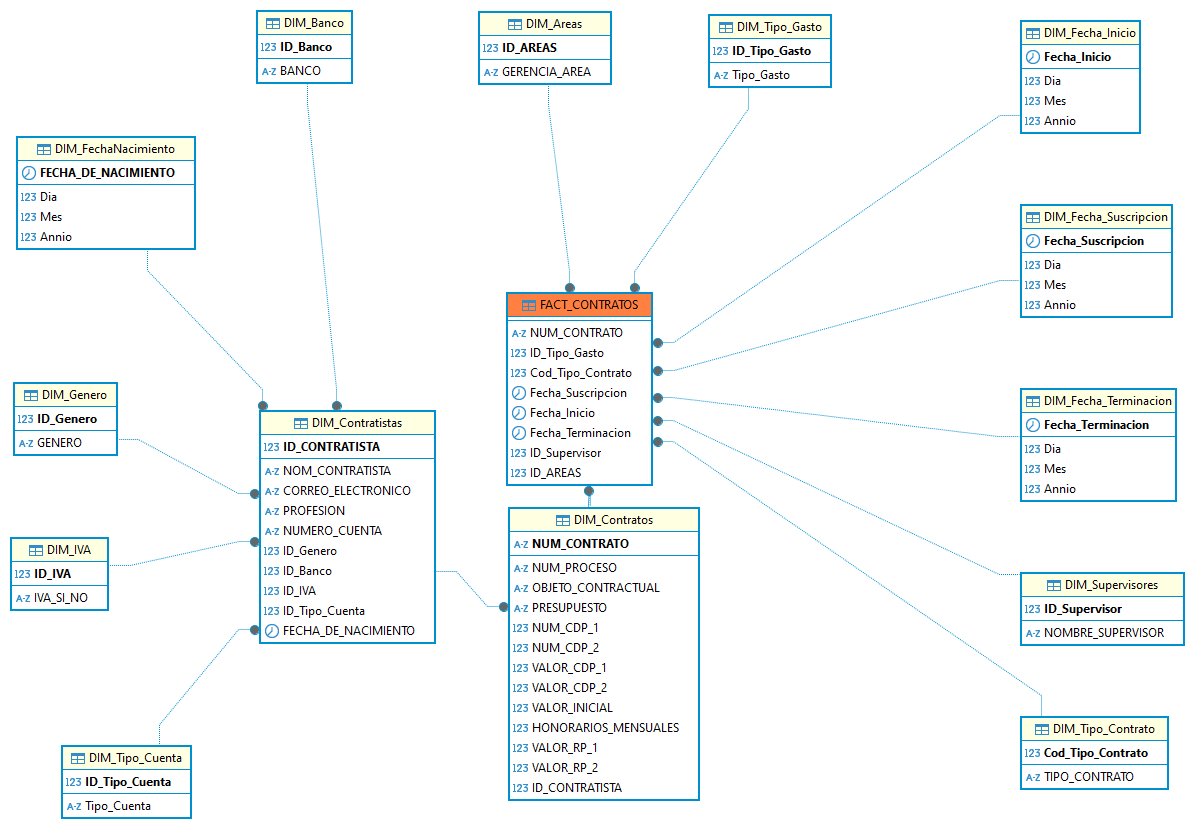 DIM_Banco
123 ID_Banco
A-Z BANCO
DIM_Areas
123 ID_AREAS
A-Z GERENCIA_AREA
DIM_Tipo_Gasto
123 ID_Tipo_Gasto
A-Z Tipo_Gasto
DIM_Fecha_Inicio
Fecha_Inicio
123 Dia
123 Mes
123 Annio
DIM_FechaNacimiento
FECHA_DE_NACIMIENTO
123 Dia
123 Mes
123 Annio
DIM_Fecha_Suscripcion
Fecha_Suscripcion
123 Dia
123 Mes
123 Annio
FACT_CONTRATOS
A-Z NUM_CONTRATO
123 ID_Tipo_Gasto
123 Cod_Tipo_Contrato
Fecha_Suscripcion
Fecha_Inicio
Fecha_Terminacion
123 ID_Supervisor
123 ID_AREAS
DIM_Genero
123 ID_Genero
A-Z GENERO
DIM_Contratistas
123 ID_CONTRATISTA
A-Z NOM_CONTRATISTA
A-Z CORREO_ELECTRONICO
A-Z PROFESION
A-Z NUMERO_CUENTA
123 ID_Genero
123 ID_Banco
123 ID_IVA
123 ID_Tipo_Cuenta
FECHA_DE_NACIMIENTO
DIM_Fecha_Terminacion
Fecha_Terminacion
123 Dia
123 Mes
123 Annio
DIM_IVA
123 ID_IVA
A-Z IVA_SI_NO
DIM_Contratos
A-Z NUM_CONTRATO
A-Z NUM_PROCESO
A-Z OBJETO_CONTRACTUAL
A-Z PRESUPUESTO
123 NUM_CDP_1
123 NUM_CDP_2
123 VALOR_CDP_1
123 VALOR_CDP_2
123 VALOR_INICIAL
123 HONORARIOS_MENSUALES
123 VALOR_RP_1
123 VALOR_RP_2
123 ID_CONTRATISTA
DIM_Supervisores
123 ID_Supervisor
A-Z NOMBRE_SUPERVISOR
DIM_Tipo_Cuenta
123 ID_Tipo_Cuenta
A-Z Tipo_Cuenta
DIM_Tipo_Contrato
123 Cod_Tipo_Contrato
A-Z TIPO_CONTRATO